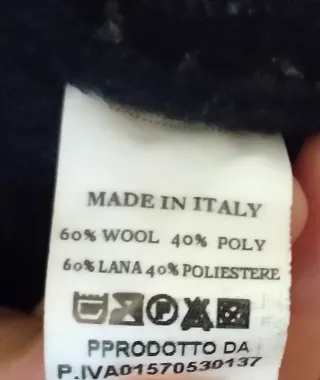 MADE IN ITALY
60% WOOL 40% POLY
60% LANA 40% POLIESTERE
P
PPRODOTTO DA
P.IVA01570530137